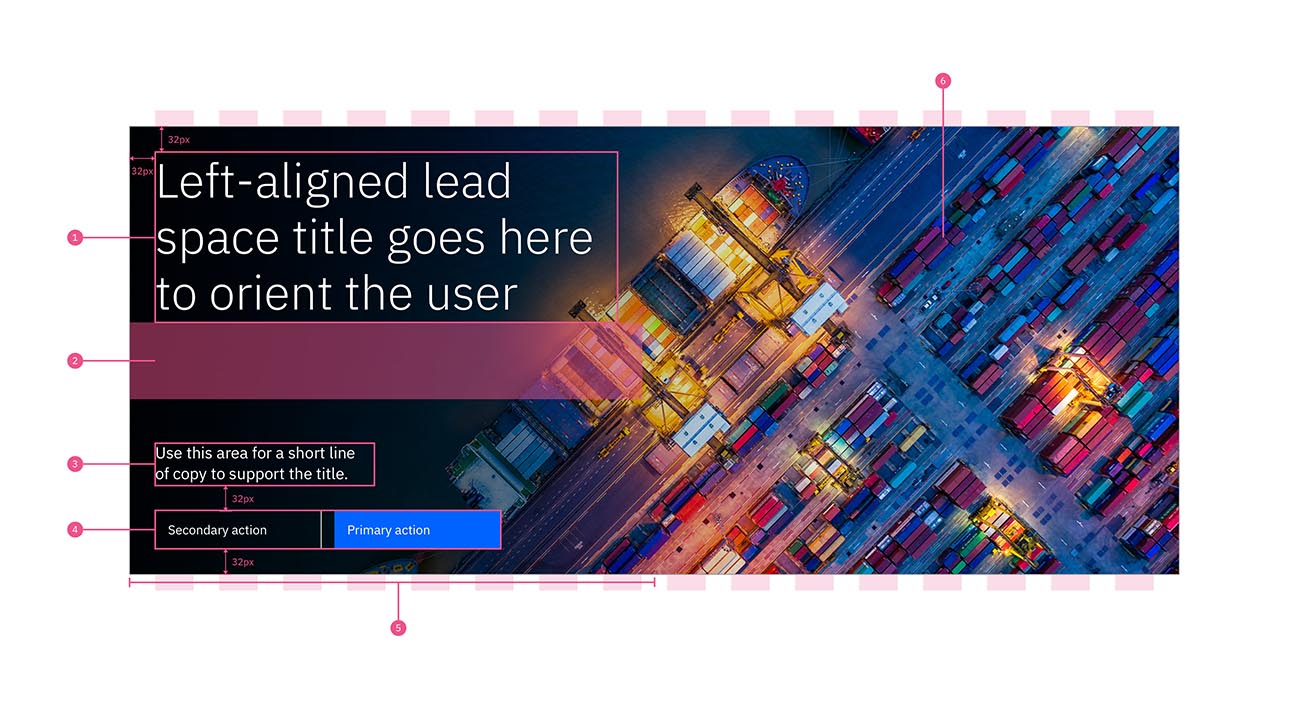 6
32px
32px
Left-aligned lead
space title goes here
to orient the user
1
2
Use this area for a short line
of copy to support the title.
3
32px
4
Secondary action
Primary action
32px
5